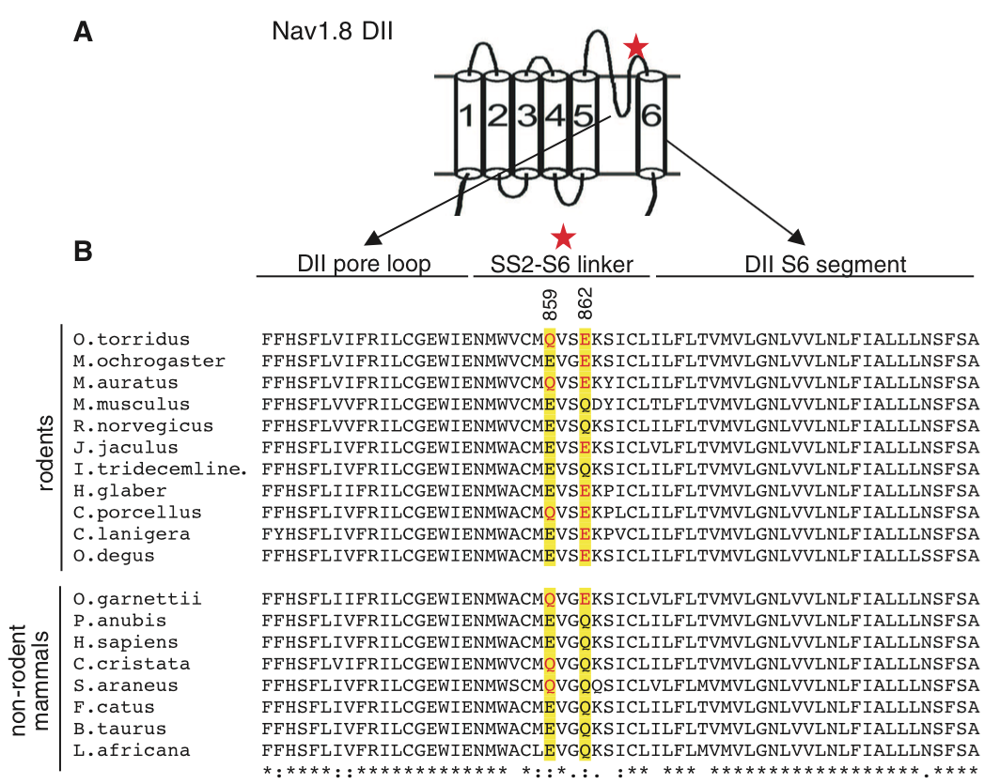 A
Nav1.8 DII
1 2 3 4 5 6
B
DII pore loop SS2-S6 linker DII S6 segment
859 862
rodents
O.torridus FFHSFLVIFRILCGEWIENMWVCMQVSEKSICLILFLTVMVLGNLVVLNLFIALLLNSFSA
M.ochrogaster FFHSFLVIFRILCGEWIENMWVCMEVGEKSICLILFLTVMVLGNLVVLNLFIALLLNSFSA
M.auratus FFHSFLVIFRILCGEWIENMWVCMQVSEKYICLILFLTVMVLGNLVVLNLFIALLLNSFSA
M.musculus FFHSFLVVFRILCGEWIENMWVCMEVSQDYICLTLFLTVMVLGNLVVLNLFIALLLNSFSA
R.norvegicus FFHSFLVVFRILCGEWIENMWVCMEVSQKSICLILFLTVMVLGNLVVLNLFIALLLNSFSA
J.jaculus FFHSFLIVFRILCGEWIENMWVCMEVSEKSICLVLFLTVMVLGNLVVLNLFIALLLNSFSA
I.tridecemline. FFHSFLIVFRILCGEWIENMWVCMEVSQKSICLILFLTVMVLGNLVVLNLFIALLLNSFSA
H.glaber FFHSFLIIFRILCGEWIENMWACMEVSEKPICLILFLTVMVLGNLVVLNLFIALLLNSFSA
C.porcellus FFHSFLIVFRILCGEWIENMWACMQVSEKPLCLILFLTVMVLGNLVVLNLFIALLLNSFSA
C.lanigera FYHSFLIVFRILCGEWIENMWACMEVSEKPVCLILFLTVMVLGNLVVLNLFIALLLNSFSA
O.degus FFHSFLIVFRILCGEWIENMWACMEVSEKSICLILFLTVMVLGNLVVLNLFIALLLSSFSA
non-rodent mammals
O.garnettii FFHSFLIIFRILCGEWIENMWACMQVGEKSICLVLFLTVMVLGNLVVLNLFIALLLNSFSA
P.anubis FFHSFLIVFRILCGEWIENMWACMEVGQKSICLILFLTVMVLGNLVVLNLFIALLLNSFSA
H.sapiens FFHSFLIVFRILCGEWIENMWACMEVGQKSICLILFLTVMVLGNLVVLNLFIALLLNSFSA
C.cristata FFHSFLIVFRILCGEWIENMWVCMQVGQKSICLILFLTVMVLGNLVVLNLFIALLLNSFSA
S.araneus FFHSFLIVFRILCGEWIENMWSCMQVGQQSICLVLFLMVMVLGNLVVLNLFIALLLNSFSA
F.catus FFHSFLIVFRILCGEWIENMWACMEVGQKSICLILFLTVMVLGNLVVLNLFIALLLNSFSA
B.taurus FFHSFLIVFRILCGEWIENMWACMEVGQKSICLILFLTVMVLGNLVVLNLFIALLLNSFSA
L.africana FFHSFLIVFRILCGEWIENMWACLEVGQKSICLILFLMVMVLGNLVVLNLFIALLLNSFSA
*:****::************* *::*.:. :** *** ******************.****